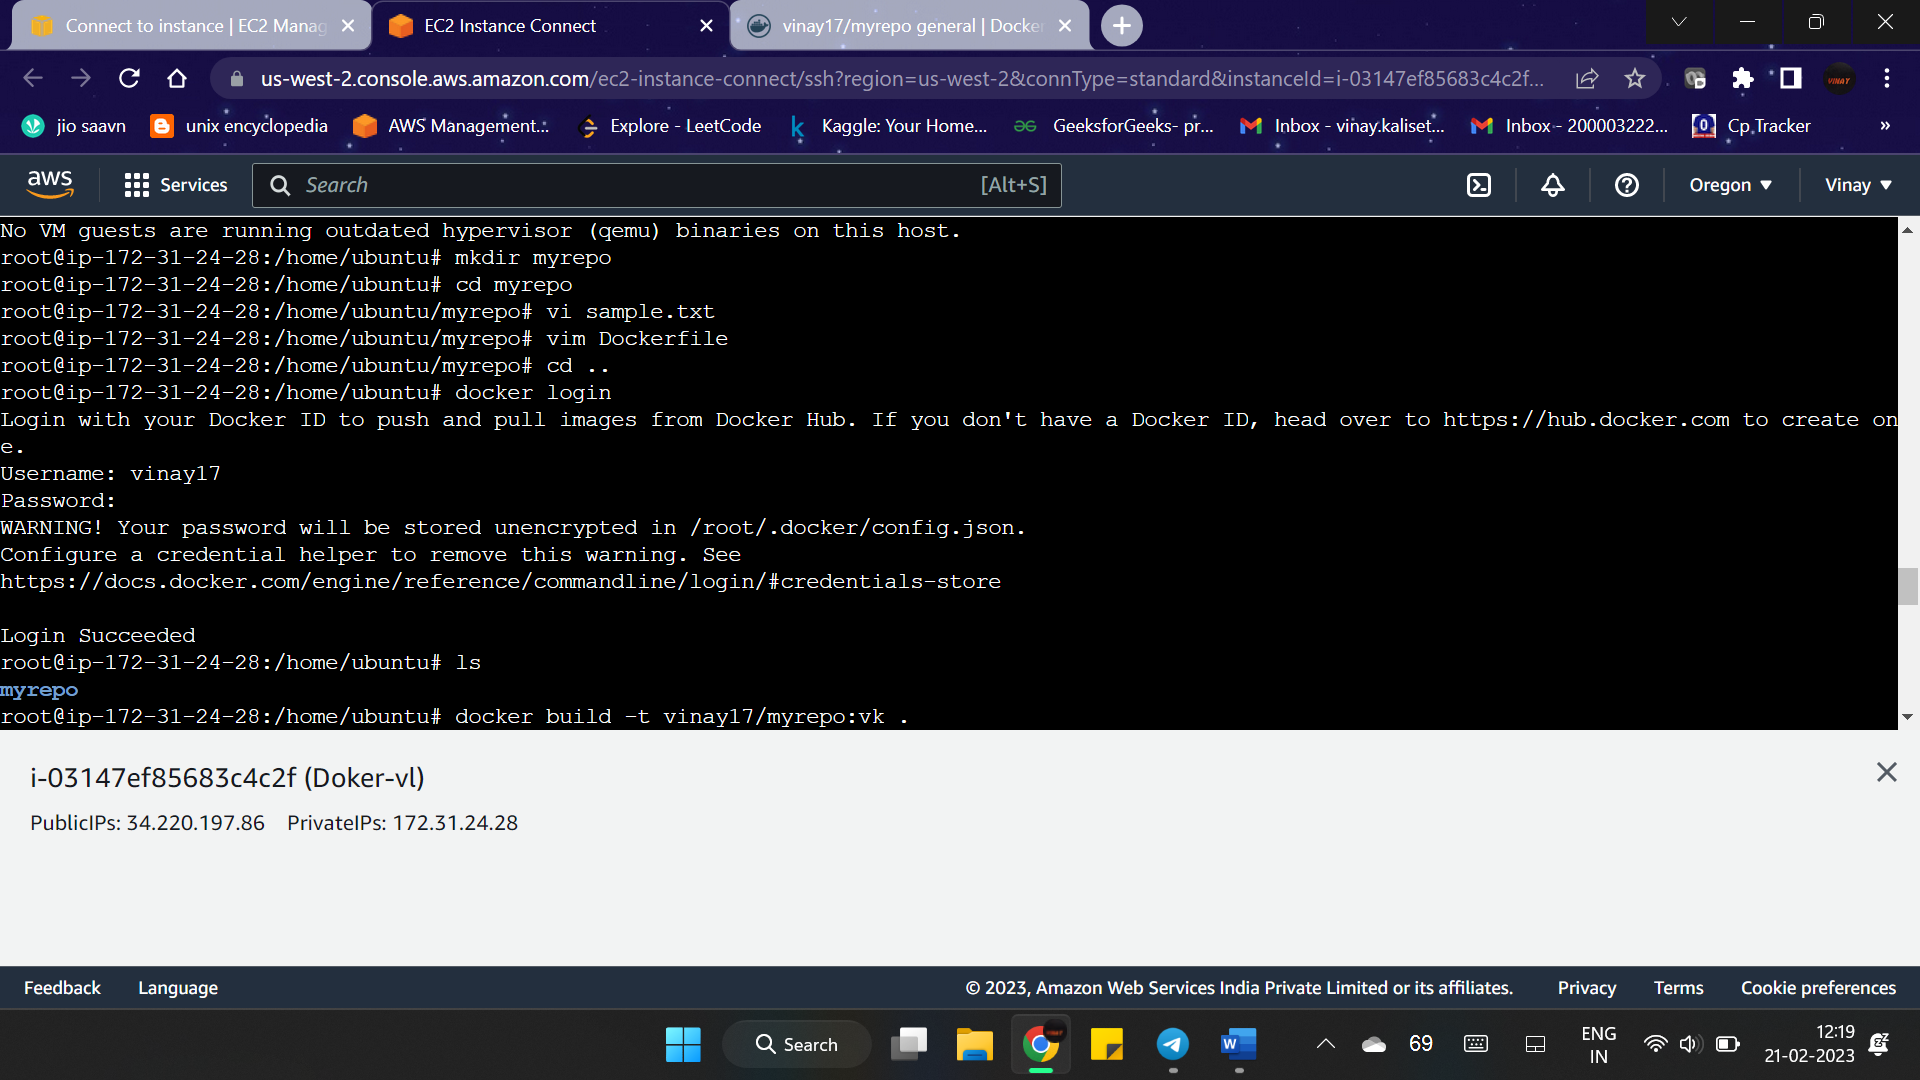 Connect to instance | EC2 Manag
EC2 Instance Connect
vinay17/myrepo general | Docke
us-west-2.console.aws.amazon.com/ec2-instance-connect/ssh?region=us-west-2&connType=standard&instanceId=i-03147ef85683c4c2f...
VINAY
jio saavn
unix encyclopedia
AWS Management...
Explore - LeetCode
Kaggle: Your Home...
GeeksforGeeks- pr...
Inbox - vinay.kaliset...
Inbox - 200003222...
Cp Tracker
»
aws
Services
Search
[Alt+S]
Oregon
Vinay
No VM guests are running outdated hypervisor (qemu) binaries on this host.
root@ip-172-31-24-28:/home/ubuntu# mkdir myrepo
root@ip-172-31-24-28:/home/ubuntu# cd myrepo
root@ip-172-31-24-28:/home/ubuntu/myrepo# vi sample.txt
root@ip-172-31-24-28:/home/ubuntu/myrepo# vim Dockerfile
root@ip-172-31-24-28:/home/ubuntu/myrepo# cd ..
root@ip-172-31-24-28:/home/ubuntu# docker login
Login with your Docker ID to push and pull images from Docker Hub. If you don't have a Docker ID, head over to https://hub.docker.com to create on
e.
Username: vinay17
Password:
WARNING! Your password will be stored unencrypted in /root/.docker/config.json.
Configure a credential helper to remove this warning. See
https://docs.docker.com/engine/reference/commandline/login/#credentials-store
Login Succeeded
root@ip-172-31-24-28:/home/ubuntu# ls
myrepo
root@ip-172-31-24-28:/home/ubuntu# docker build -t vinay17/myrepo:vk .
i-03147ef85683c4c2f (Doker-vl)
PublicIPs: 34.220.197.86 PrivateIPs: 172.31.24.28
Feedback
Language
© 2023, Amazon Web Services India Private Limited or its affiliates.
Privacy
Terms
Cookie preferences
Search
69
ENG
IN
12:19
21-02-2023